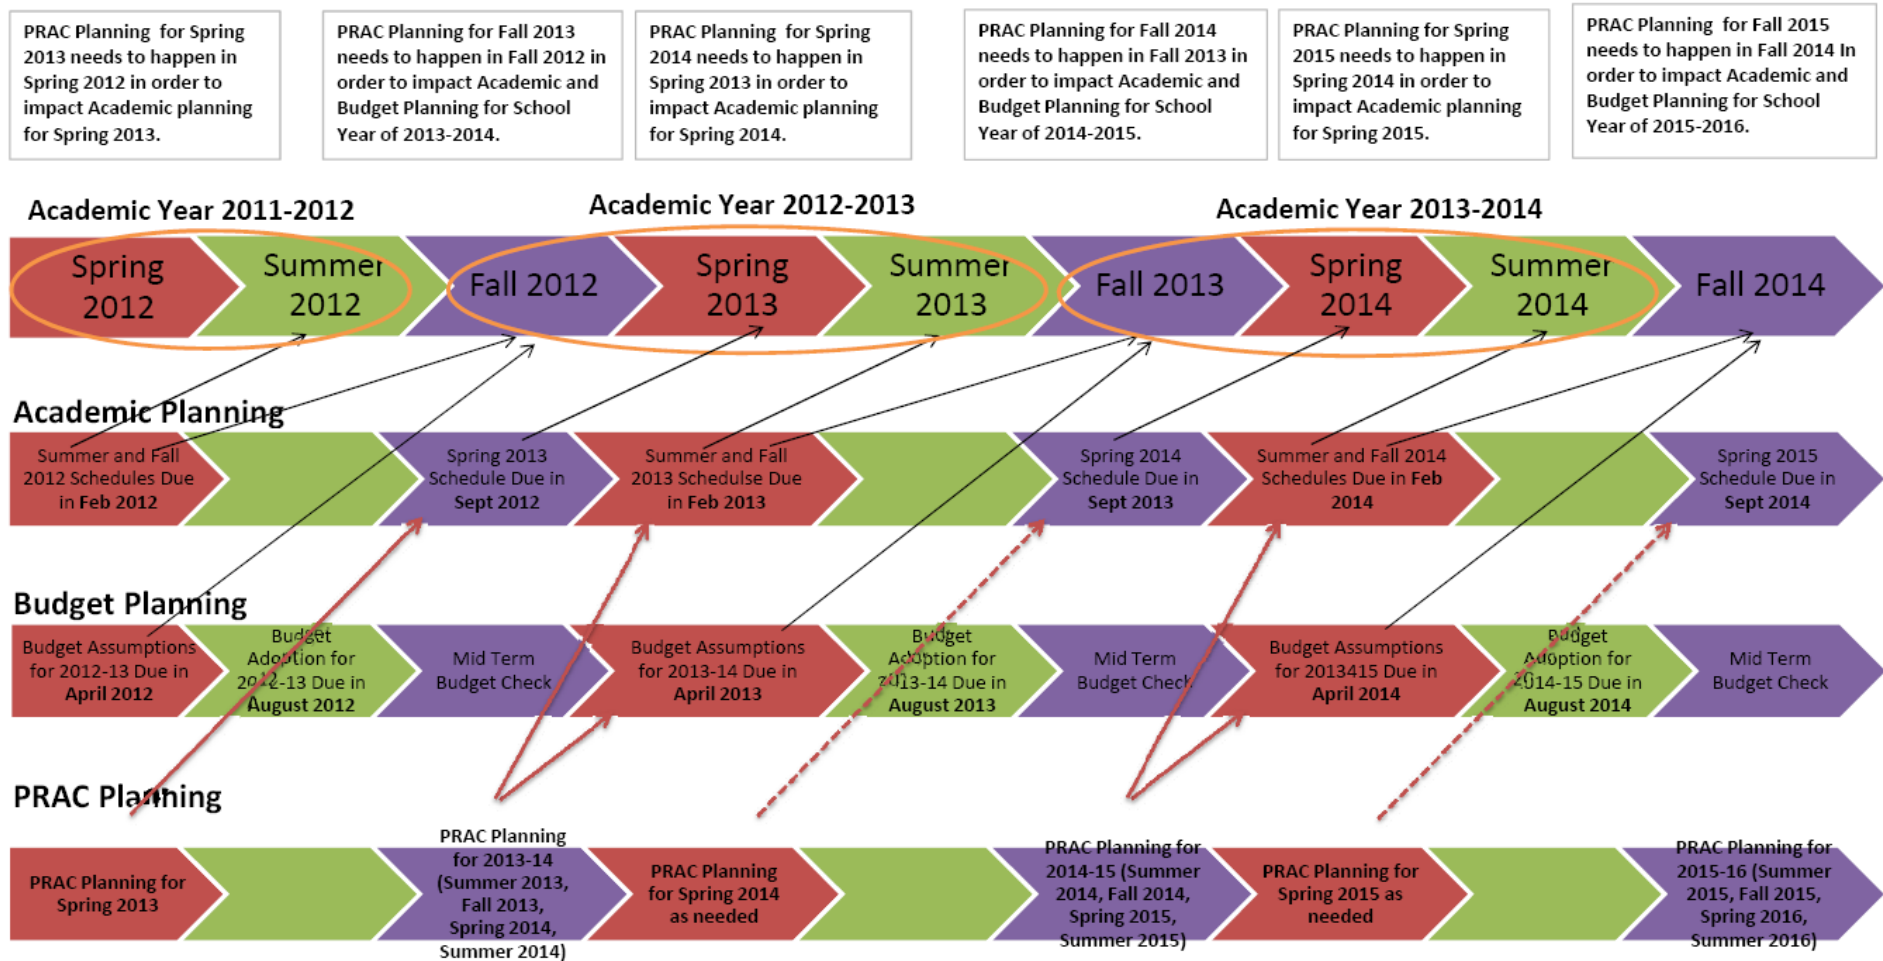 PRAC Planning for Spring
2013 needs to happen in
Spring 2012 in order to
impact Academic planning
for Spring 2013.
PRAC Planning for Fall 2013
needs to happen in Fall 2012 in
order to impact Academic and
Budget Planning for School
Year of 2013-2014.
PRAC Planning for Spring
2014 needs to happen in
Spring 2013 in order to
impact Academic planning
for Spring 2014.
PRAC Planning for Fall 2014
needs to happen in Fall 2013 in
order to impact Academic and
Budget Planning for School
Year of 2014-2015.
PRAC Planning for Spring
2015 needs to happen in
Spring 2014 in order to
impact Academic planning
for Spring 2015.
PRAC Planning for Fall 2015
needs to happen in Fall 2014 In
order to impact Academic and
Budget Planning for School
Year of 2015-2016.
Academic Year 2011-2012
Academic Year 2012-2013
Academic Year 2013-2014
Spring
2012
Summer
2012
Fall 2012
Spring
2013
Summer
2013
Fall 2013
Spring
2014
Summer
2014
Fall 2014
Academic Planning
Summer and Fall
2012 Schedules Due
in Feb 2012
Spring 2013
Schedule Due in
Sept 2012
Summer and Fall
2013 Schedulse Due
in Feb 2013
Spring 2014
Schedule Due in
Sept 2013
Summer and Fall 2014
Schedules Due in Feb
2014
Spring 2015
Schedule Due in
Sept 2014
Budget Planning
Budget Assumptions
for 2012-13 Due in
April 2012
Budget
Adoption for
2012-13 Due in
August 2012
Mid Term
Budget Check
Budget Assumptions
for 2013-14 Due in
April 2013
Budget
Adoption for
2013-14 Due in
August 2013
Mid Term
Budget Check
Budget Assumptions
for 2013415 Due in
April 2014
Budget
Adoption for
2014-15 Due in
August 2014
Mid Term
Budget Check
PRAC Planning
PRAC Planning for
Spring 2013
PRAC Planning
for 2013-14
(Summer 2013,
Fall 2013,
Spring 2014,
Summer 2014)
PRAC Planning
for Spring 2014
as needed
PRAC Planning for
2014-15 (Summer
2014, Fall 2014,
Spring 2015,
Summer 2015)
PRAC Planning for
Spring 2015 as
needed
PRAC Planning for
2015-16 (Summer
2015, Fall 2015,
Spring 2016,
Summer 2016)